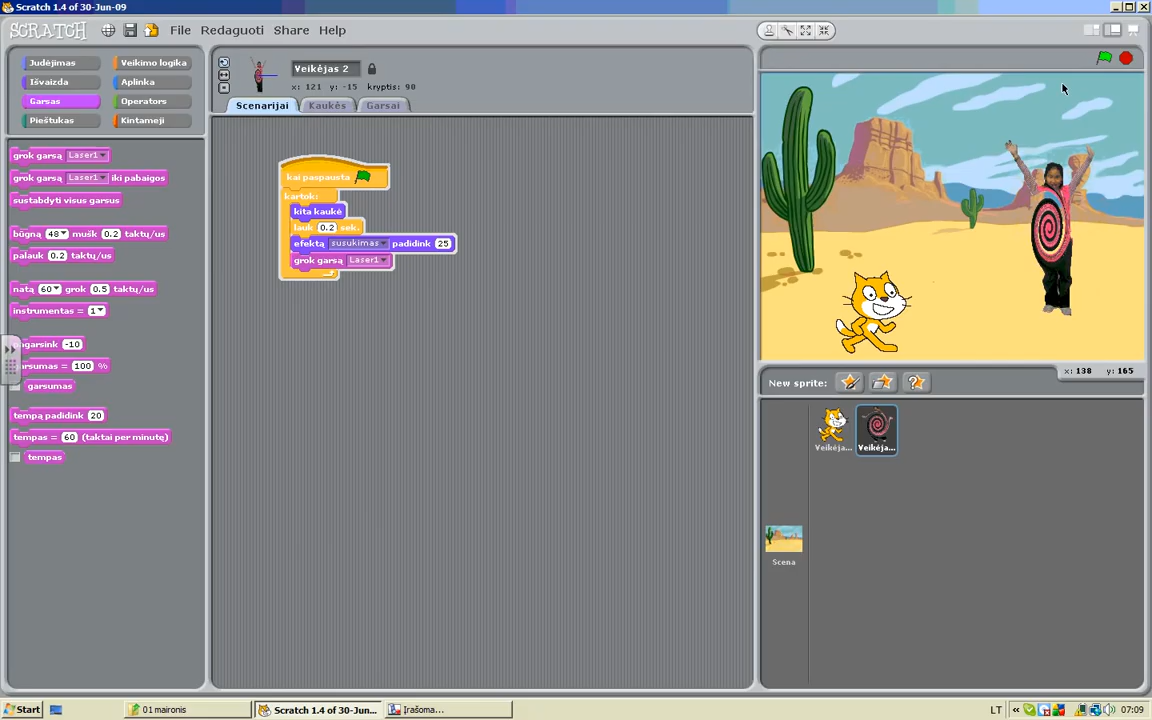 Scratch 1.4 of 30-Jun-09
SCRATCH
File
Redaguoti
Share
Help
Judėjimas
Veikimo logika
Išvaizda
Aplinka
Garsas
Operators
Pieštukas
Kintamieji
Veikėjas 2
x: 121 y: -15 kryptis: 90
Scenarijai
Kaukės
Garsai
grok garsą Laser1
grok garsą Laser1 iki pabaigos
sustabdyti visus garsus
būgną 48 mušk 0.2 taktų/us
palauk 0.2 taktų/us
natą 60 grok 0.5 taktų/us
instrumentas = 1
-10
100 %
garsumas
tempą padidink 20
tempas = 60 (taktai per minutę)
tempas
kai paspausta
kartok:
kita kaukė
lauk 0.2 sek.
efektą susukimas padidink 25
grok garsą Laser1
x: 138 y: 165
New sprite:
Veikėja...
Veikėja...
Scena
Start
01 maironis
Scratch 1.4 of 30-Jun...
Įrašoma...
LT
07:09